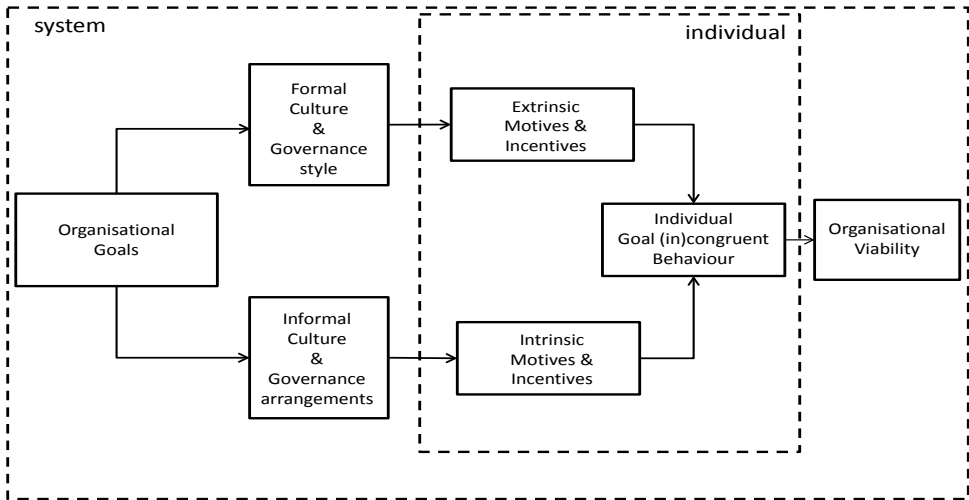 system
individual
Formal
Culture
&
Governance
style
Extrinsic
Motives &
Incentives
Organisational
Goals
Individual
Goal (in)congruent
Behaviour
Organisational
Viability
Informal
Culture
&
Governance
arrangements
Intrinsic
Motives &
Incentives